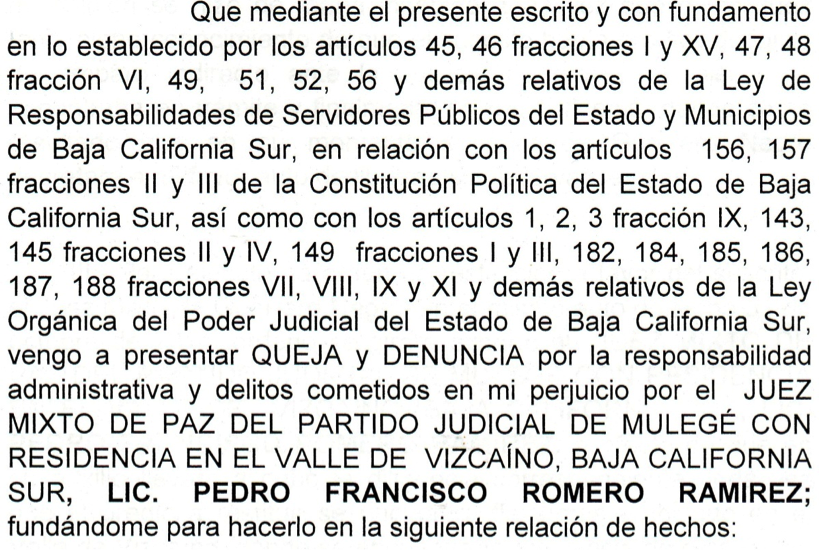 Que mediante el presente escrito y con fundamento
en lo establecido por los artículos 45, 46 fracciones I y XV, 47, 48
fracción VI, 49, 51, 52, 56 y demás relativos de la Ley de
Responsabilidades de Servidores Públicos del Estado y Municipios
de Baja California Sur, en relación con los artículos 156, 157
fracciones II y III de la Constitución Política del Estado de Baja
California Sur, así como con los artículos 1, 2, 3 fracción IX, 143,
145 fracciones II y IV, 149 fracciones I y III, 182, 184, 185, 186,
187, 188 fracciones VII, VIII, IX y XI y demás relativos de la Ley
Orgánica del Poder Judicial del Estado de Baja California Sur,
vengo a presentar QUEJA y DENUNCIA por la responsabilidad
administrativa y delitos cometidos en mi perjuicio por el JUEZ
MIXTO DE PAZ DEL PARTIDO JUDICIAL DE MULEGÉ CON
RESIDENCIA EN EL VALLE DE VIZCAÍNO, BAJA CALIFORNIA
SUR, LIC. PEDRO FRANCISCO ROMERO RAMIREZ;
fundándome para hacerlo en la siguiente relación de hechos: